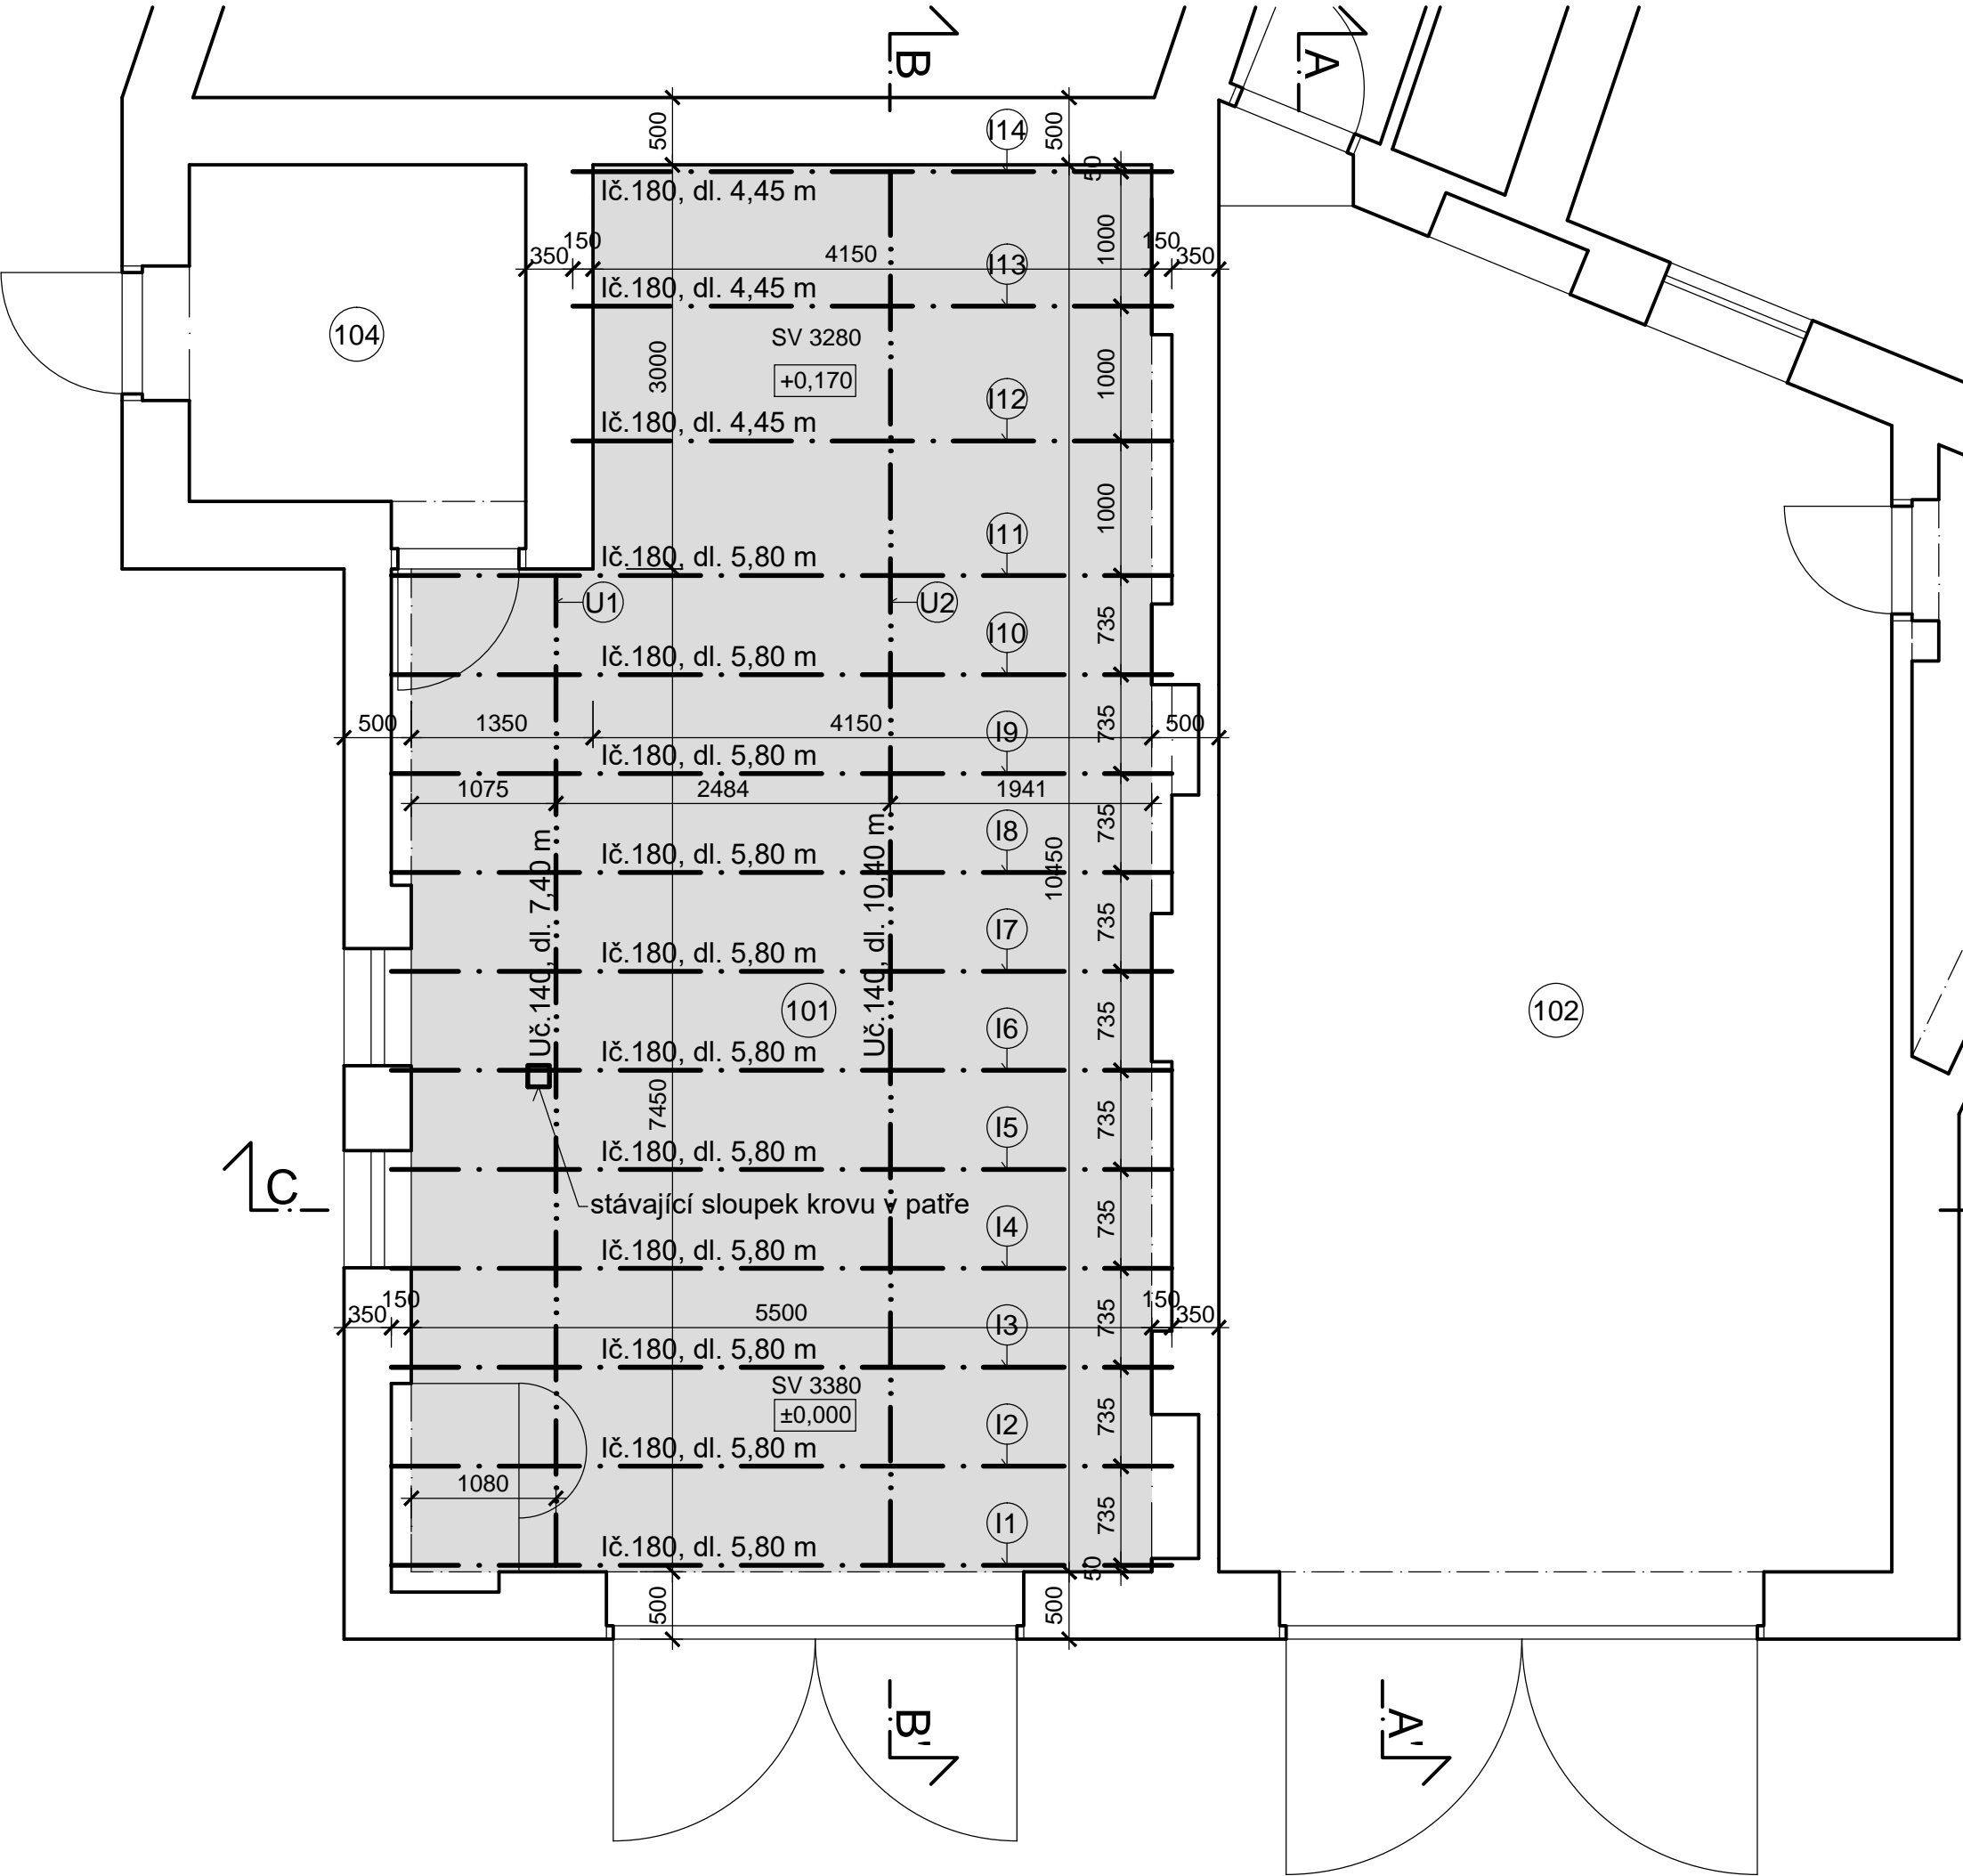 B
A
500
500
I14
50
Ič.180, dl. 4,45 m
350
150
4150
I13
1000
150
350
Ič.180, dl. 4,45 m
104
SV 3280
+0,170
3000
I12
1000
Ič.180, dl. 4,45 m
I11
1000
Ič.180, dl. 5,80 m
U1
U2
I10
735
Ič.180, dl. 5,80 m
500
1350
4150
I9
735
500
Ič.180, dl. 5,80 m
1075
2484
1941
I8
735
Ič.180, dl. 5,80 m
Uč.140, dl. 7,40 m
Uč.140, dl. 10,40 m
10450
I7
735
Ič.180, dl. 5,80 m
101
102
I6
735
Ič.180, dl. 5,80 m
7450
I5
735
Ič.180, dl. 5,80 m
C
stávající sloupek krovu v patře
I4
735
Ič.180, dl. 5,80 m
350
150
5500
I3
735
150
350
Ič.180, dl. 5,80 m
SV 3380
±0,000
I2
735
Ič.180, dl. 5,80 m
1080
I1
735
Ič.180, dl. 5,80 m
50
500
500
B'
A'